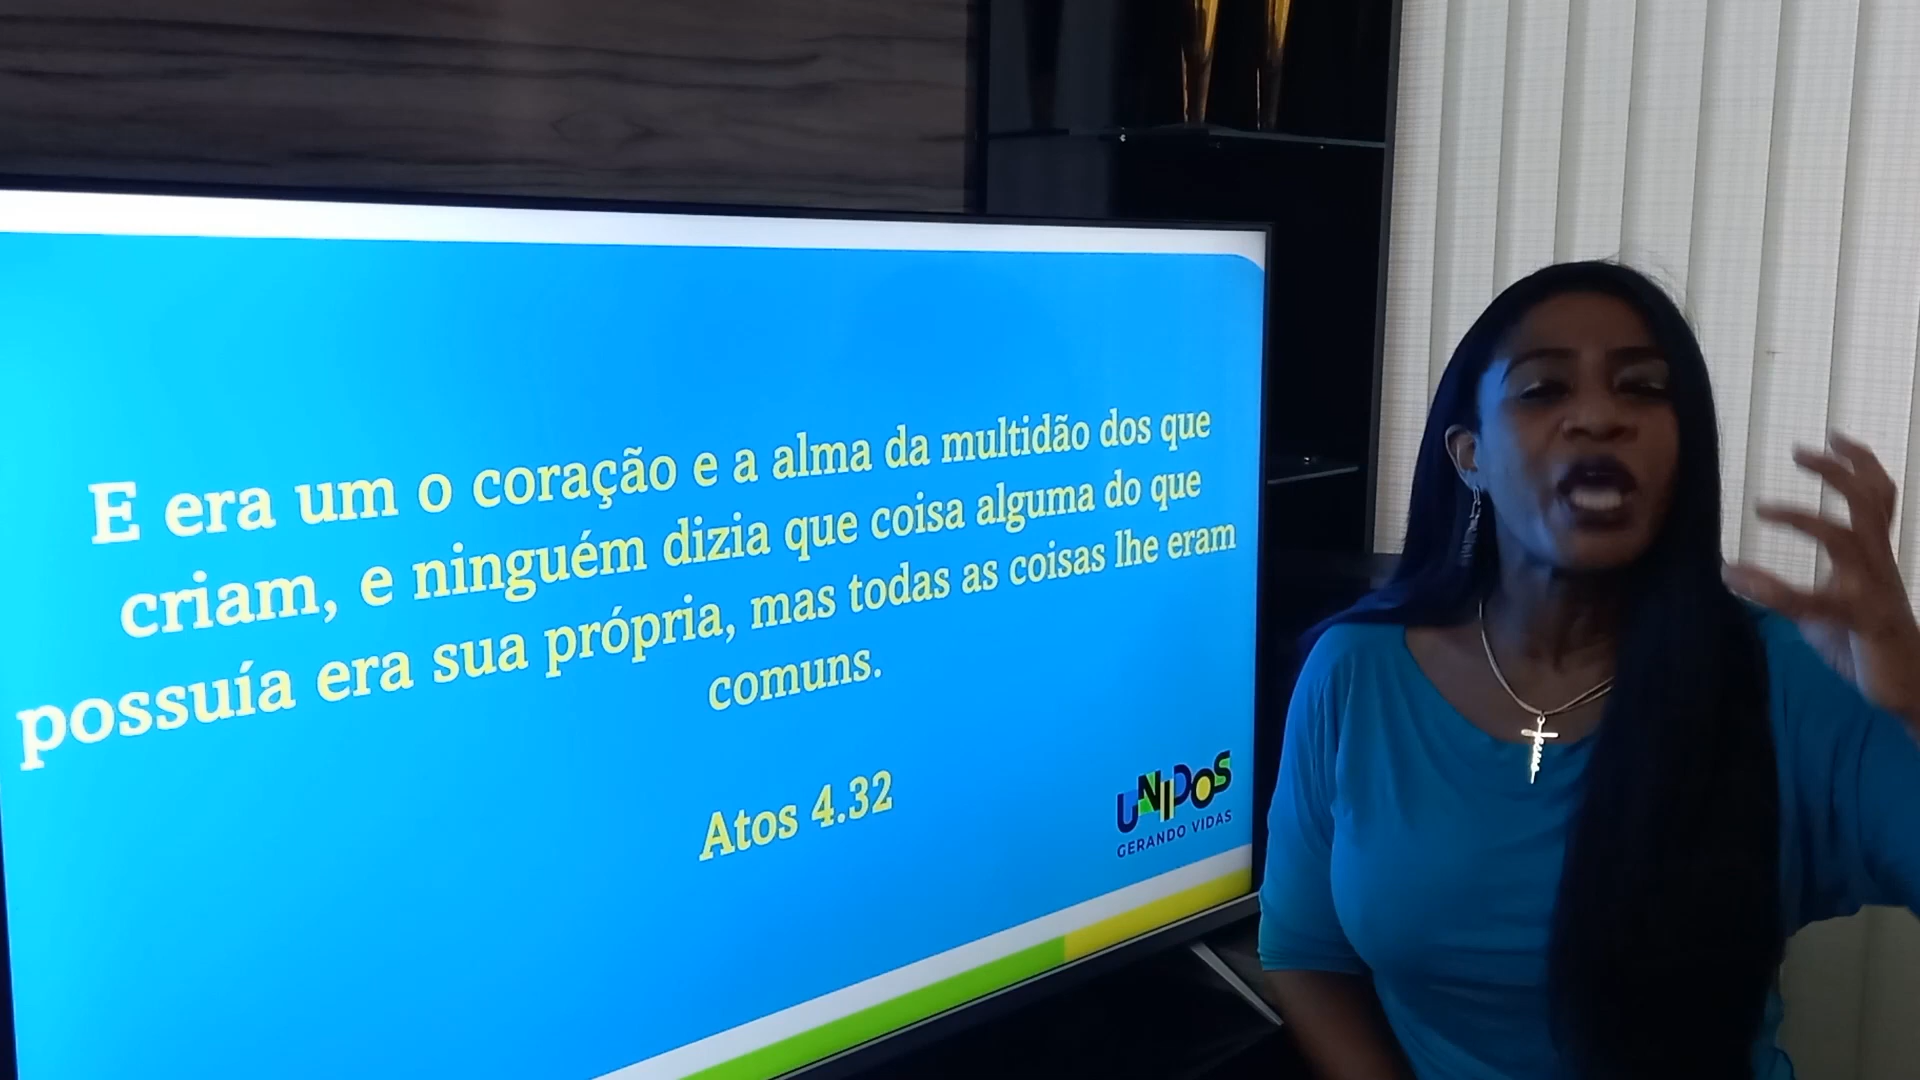 E era um o coração e a alma da multidão dos que
criam, e ninguém dizia que coisa alguma do que
possuía era sua própria, mas todas as coisas lhe eram
comuns.
Atos 4.32
UNIDOS
GERANDO VIDAS